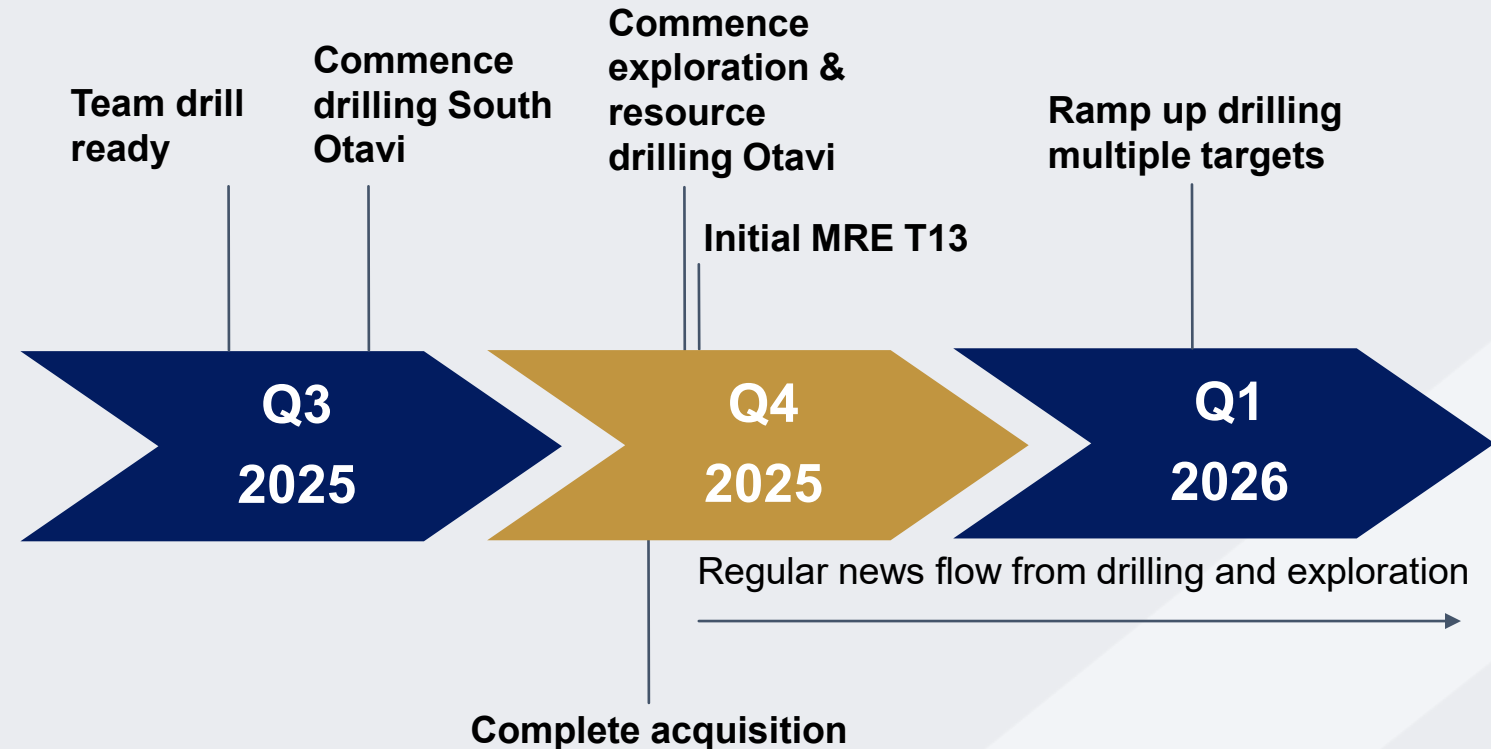 Team drill
ready
Commence
drilling South
Otavi
Commence
exploration &
resource
drilling Otavi
Initial MRE T13
Ramp up drilling
multiple targets
Q3
2025
Q4
2025
Q1
2026
Regular news flow from drilling and exploration
Complete acquisition